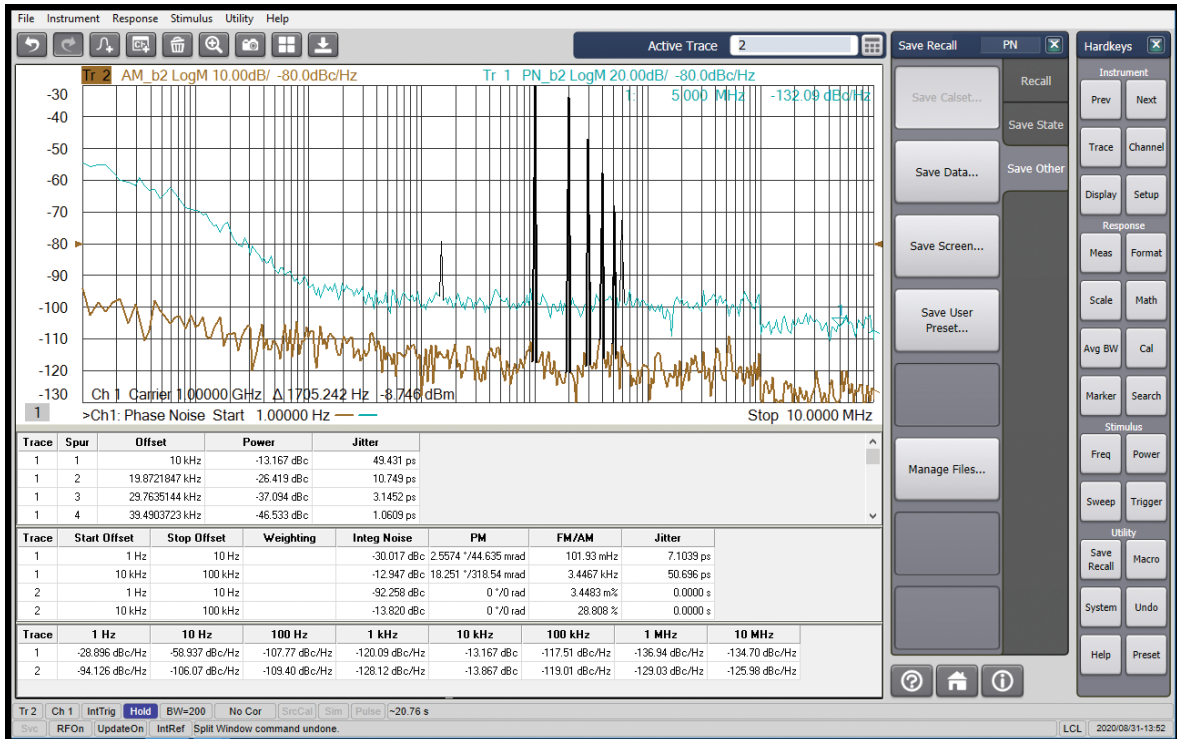 File Instrument Response Stimulus Utility Help
Active Trace 2
Tr 2 AM_b2 LogM 10.00dB/ -80.0dBc/Hz Tr 1 PN_b2 LogM 20.00dB/ -80.0dBc/Hz
1: 5.000 MHz -132.09 dBc/Hz
-30
-40
-50
-60
-70
-80
-90
-100
-110
-120
-130
Ch 1 Carrier 1.00000 GHz Δ 1705.242 Hz -8.746 dBm
1 >Ch1: Phase Noise Start 1.00000 Hz Stop 10.0000 MHz
Trace Spur Offset Power Jitter
1 1 10 kHz -13.167 dBc 49.431 ps
1 2 19.8721847 kHz -26.419 dBc 10.749 ps
1 3 29.7635144 kHz -37.094 dBc 3.1452 ps
1 4 39.4903723 kHz -46.533 dBc 1.0609 ps
Trace Start Offset Stop Offset Weighting Integ Noise PM FM/AM Jitter
1 1 Hz 10 Hz -30.017 dBc 2.5574 °/44.635 mrad 101.93 mHz 7.1039 ps
1 10 kHz 100 kHz -12.947 dBc 18.251 °/318.54 mrad 3.4467 kHz 50.696 ps
2 1 Hz 10 Hz -92.258 dBc 0 °/0 rad 3.4483 m% 0.0000 s
2 10 kHz 100 kHz -13.820 dBc 0 °/0 rad 28.808 % 0.0000 s
Trace 1 Hz 10 Hz 100 Hz 1 kHz 10 kHz 100 kHz 1 MHz 10 MHz
1 -28.896 dBc/Hz -58.937 dBc/Hz -107.77 dBc/Hz -120.09 dBc/Hz -13.167 dBc -117.51 dBc/Hz -136.94 dBc/Hz -134.70 dBc/Hz
2 -94.126 dBc/Hz -106.07 dBc/Hz -109.40 dBc/Hz -128.12 dBc/Hz -13.867 dBc -119.01 dBc/Hz -129.03 dBc/Hz -125.98 dBc/Hz
Save Recall PN X
Save Calset...
Save Data...
Save Screen...
Save User
Preset...
Manage Files...
Recall
Save State
Save Other
Hardkeys X
Instrument
Prev Next
Trace Channel
Display Setup
Response
Meas Format
Scale Math
Avg BW Cal
Marker Search
Stimulus
Freq Power
Sweep Trigger
Utility
Save Recall Macro
System Undo
Help Preset
Tr 2 Ch 1 IntTrig Hold BW=200 No Cor SrcCal Sim Pulse ~20.76 s
Svc RFOn UpdateOn IntRef Split Window command undone. LCL 2020/08/31-13:52